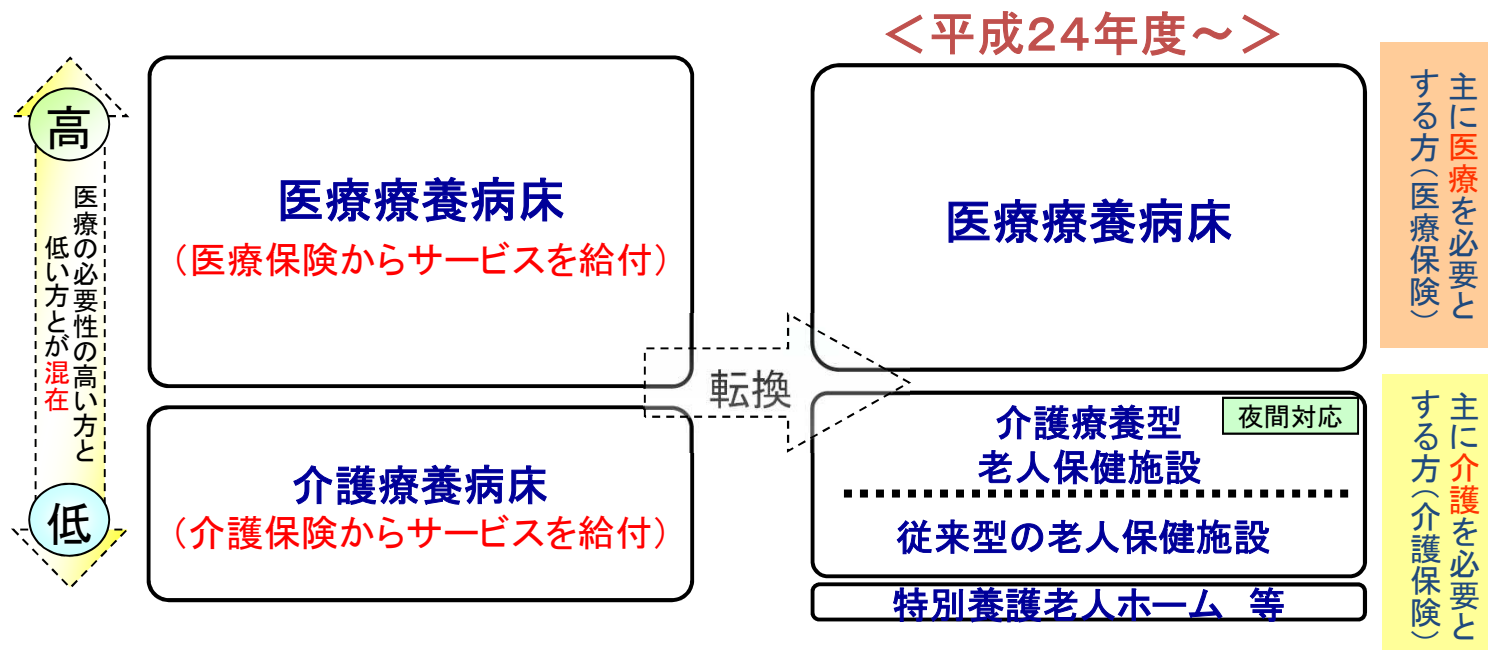 <平成24年度~>
高
医療の必要性の高い方と
低い方とが混在
低
医療療養病床
(医療保険からサービスを給付)
介護療養病床
(介護保険からサービスを給付)
転換
医療療養病床
介護療養型
老人保健施設
夜間対応
従来型の老人保健施設
特別養護老人ホーム 等
主に医療を必要と
する方(医療保険)
主に介護を必要と
する方(介護保険)